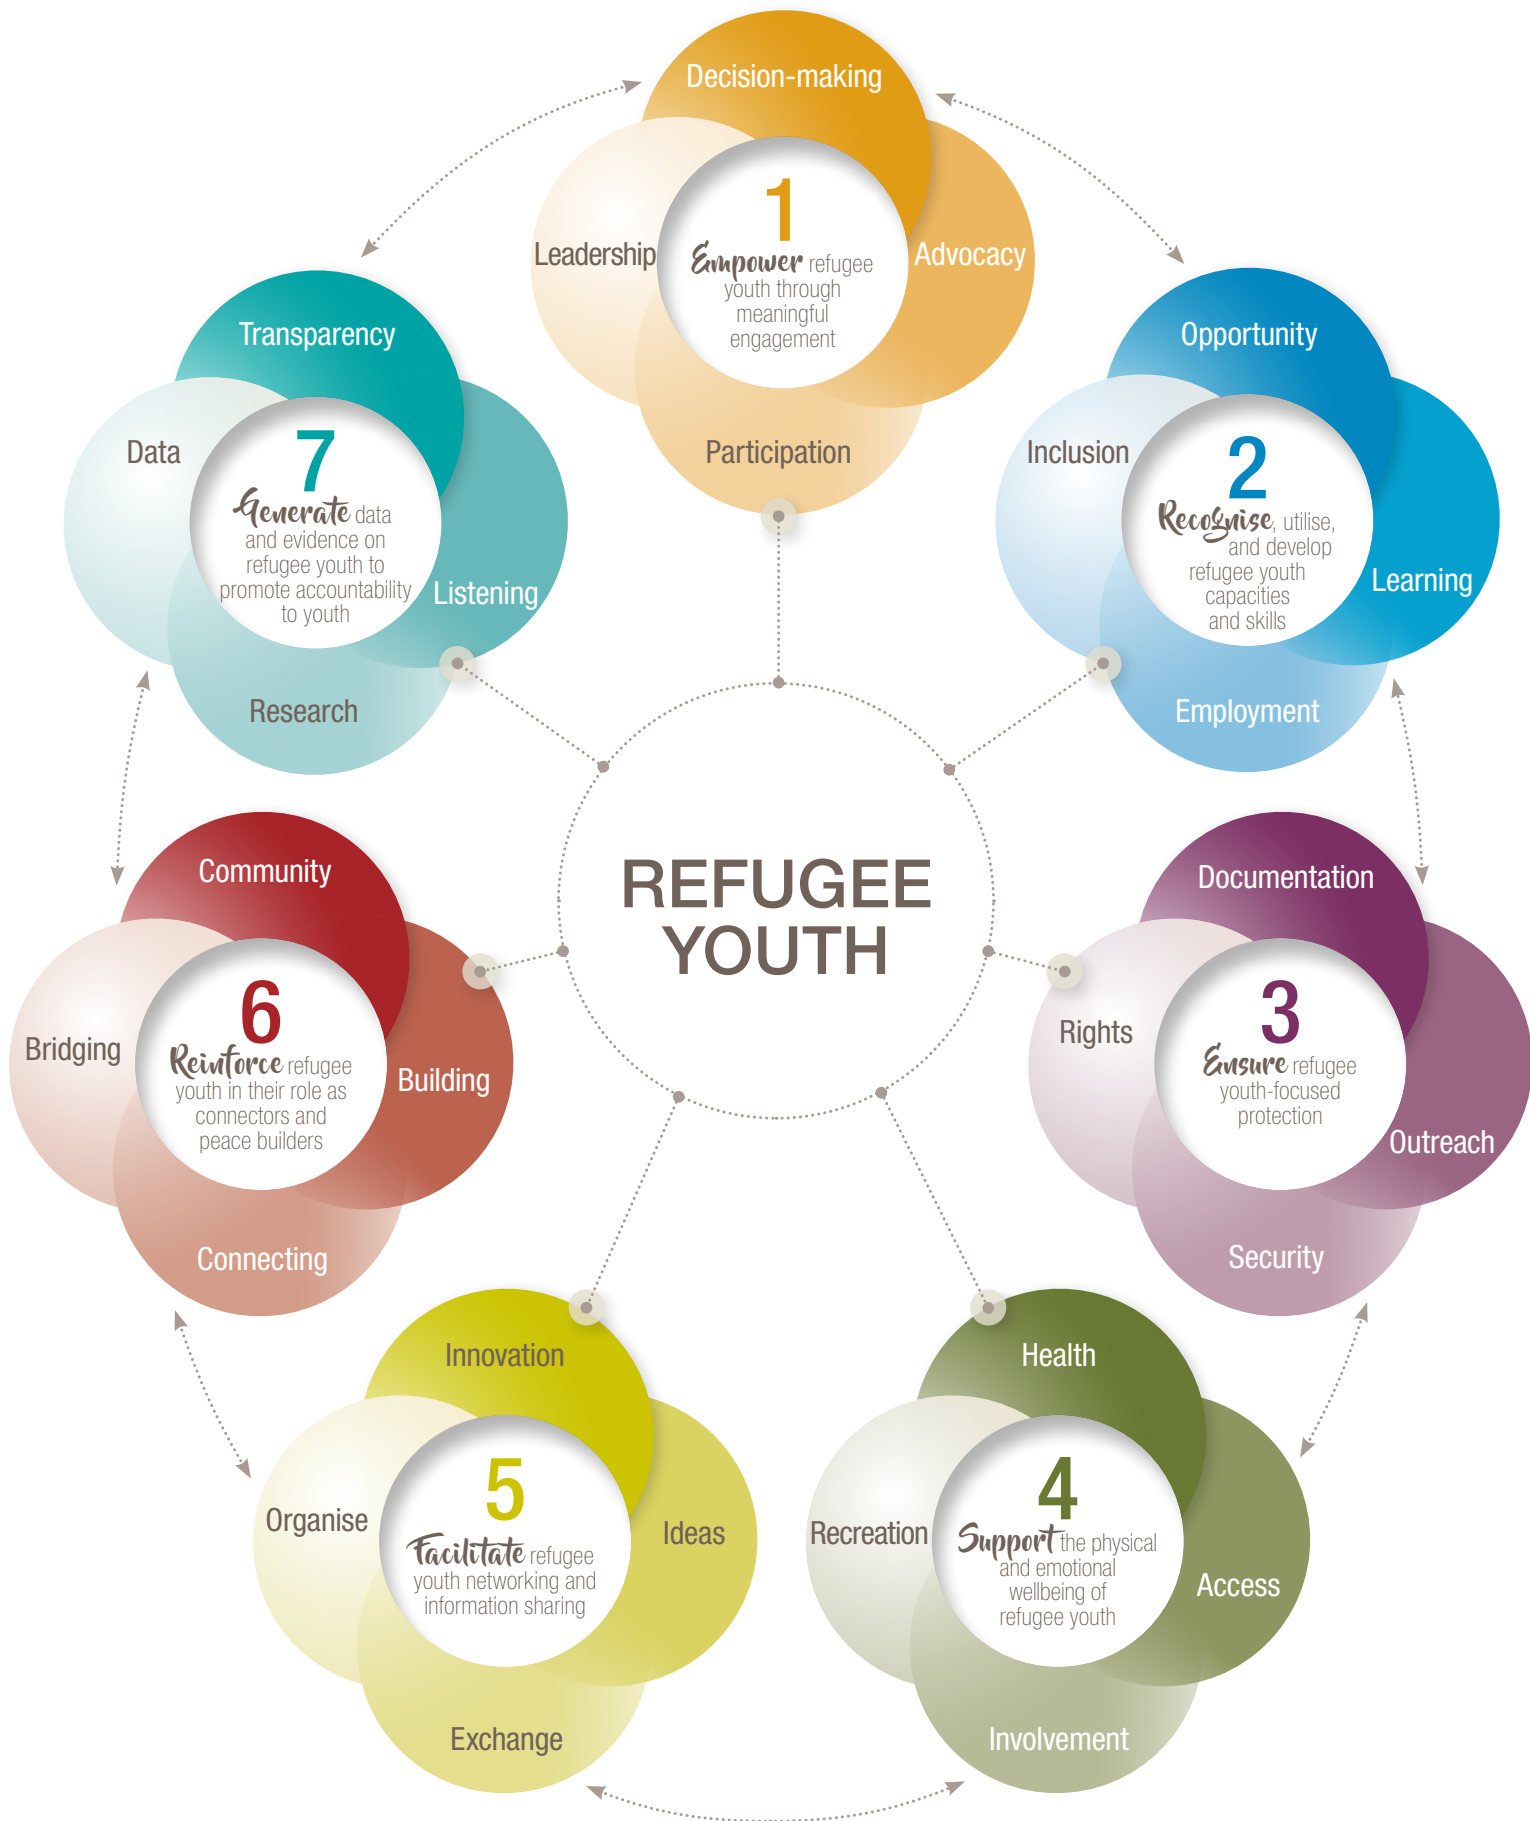 Decision-making
Leadership
Advocacy
Participation
1
Empower refugee
youth through
meaningful
engagement
Opportunity
Inclusion
Learning
Employment
2
Recognise, utilise,
and develop
refugee youth
capacities
and skills
Documentation
Rights
Outreach
Security
3
Ensure refugee
youth-focused
protection
Health
Recreation
Access
Involvement
4
Support the physical
and emotional
wellbeing of
refugee youth
Innovation
Organise
Ideas
Exchange
5
Facilitate refugee
youth networking and
information sharing
Community
Bridging
Building
Connecting
6
Reinforce refugee
youth in their role as
connectors and
peace builders
Transparency
Data
Listening
Research
7
Generate data
and evidence on
refugee youth to
promote accountability
to youth
REFUGEE
YOUTH